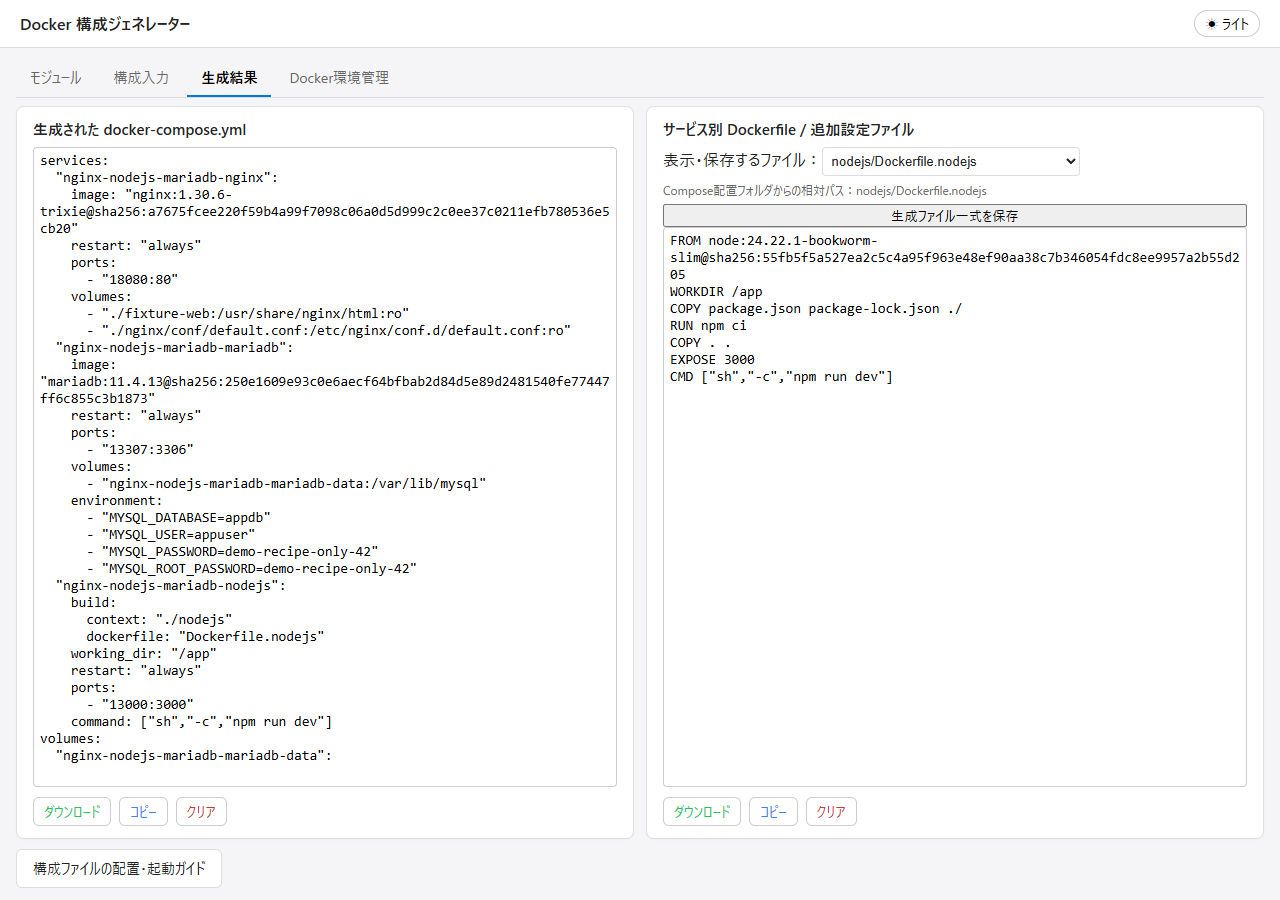 Docker 構成ジェネレーター
ライト
モジュール 構成入力 生成結果 Docker環境管理
生成された docker-compose.yml
services:
  "nginx-nodejs-mariadb-nginx":
    image: "nginx:1.30.6-
trixie@sha256:a7675fcee220f59b4a99f7098c06a0d5d999c2c0ee37c0211efb780536e5
cb20"
    restart: "always"
    ports:
      - "18080:80"
    volumes:
      - "./fixture-web:/usr/share/nginx/html:ro"
      - "./nginx/conf/default.conf:/etc/nginx/conf.d/default.conf:ro"
  "nginx-nodejs-mariadb-mariadb":
    image:
"mariadb:11.4.13@sha256:250e1609e93c0e6aecf64bfbab2d84d5e89d2481540fe77447
ff6c855c3b1873"
    restart: "always"
    ports:
      - "13307:3306"
    volumes:
      - "nginx-nodejs-mariadb-mariadb-data:/var/lib/mysql"
    environment:
      - "MYSQL_DATABASE=appdb"
      - "MYSQL_USER=appuser"
      - "MYSQL_PASSWORD=demo-recipe-only-42"
      - "MYSQL_ROOT_PASSWORD=demo-recipe-only-42"
  "nginx-nodejs-mariadb-nodejs":
    build:
      context: "./nodejs"
      dockerfile: "Dockerfile.nodejs"
    working_dir: "/app"
    restart: "always"
    ports:
      - "13000:3000"
    command: ["sh","-c","npm run dev"]
volumes:
  "nginx-nodejs-mariadb-mariadb-data":
ダウンロード コピー クリア
サービス別 Dockerfile / 追加設定ファイル
表示・保存するファイル： nodejs/Dockerfile.nodejs
Compose配置フォルダからの相対パス：nodejs/Dockerfile.nodejs
生成ファイル一式を保存
FROM node:24.22.1-bookworm-
slim@sha256:55fb5f5a527ea2c5c4a95f963e48ef90aa38c7b346054fdc8ee9957a2b55d2
05
WORKDIR /app
COPY package.json package-lock.json ./
RUN npm ci
COPY . .
EXPOSE 3000
CMD ["sh","-c","npm run dev"]
ダウンロード コピー クリア
構成ファイルの配置・起動ガイド